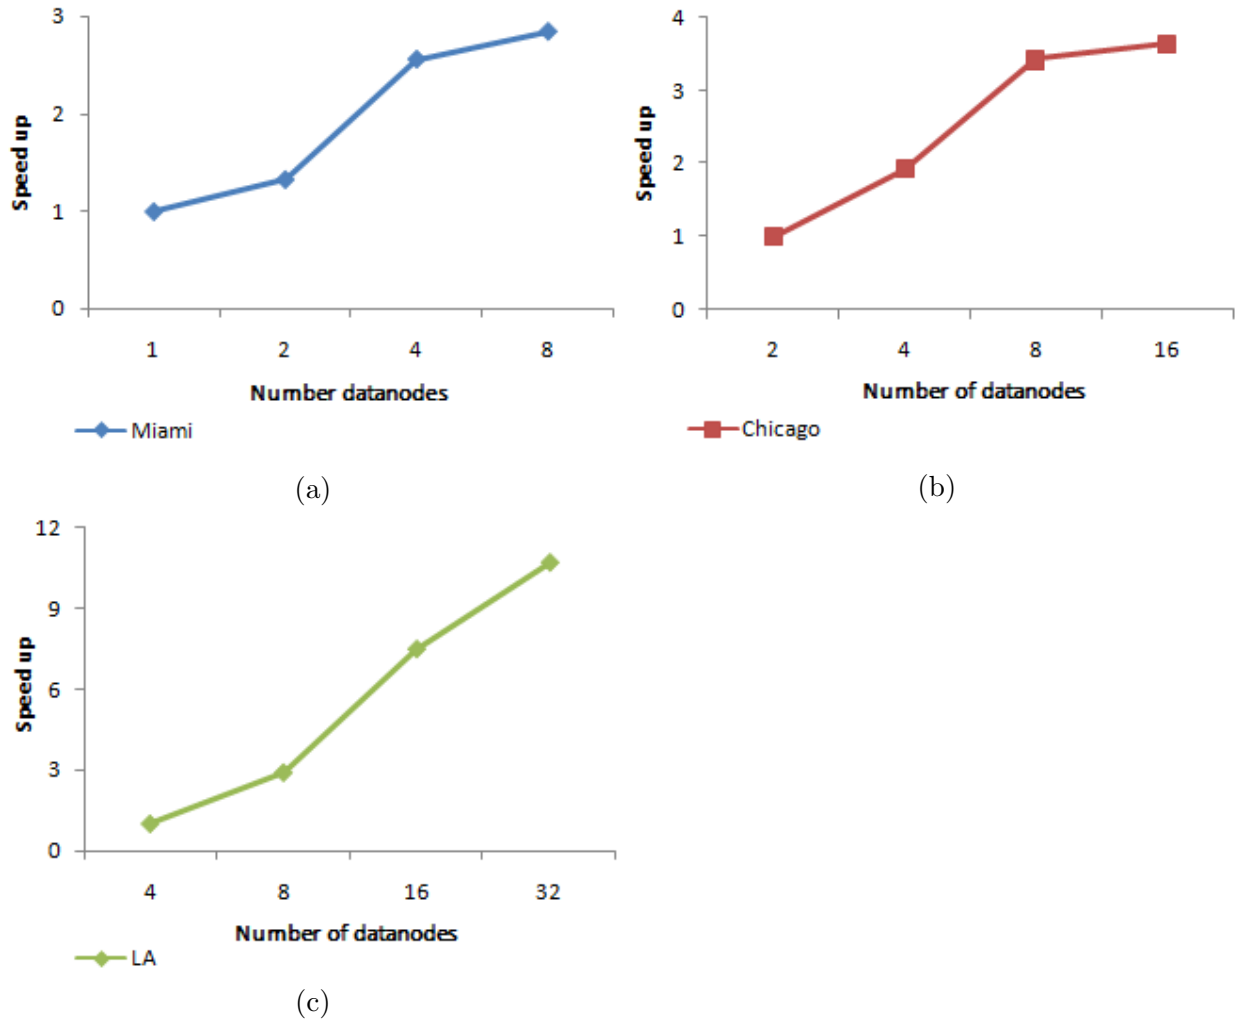 3
2
1
0
Speed up
1 2 4 8
Number datanodes
Miami
(a)
4
3
2
1
0
Speed up
2 4 8 16
Number of datanodes
Chicago
(b)
12
9
6
3
0
Speed up
4 8 16 32
Number of datanodes
LA
(c)